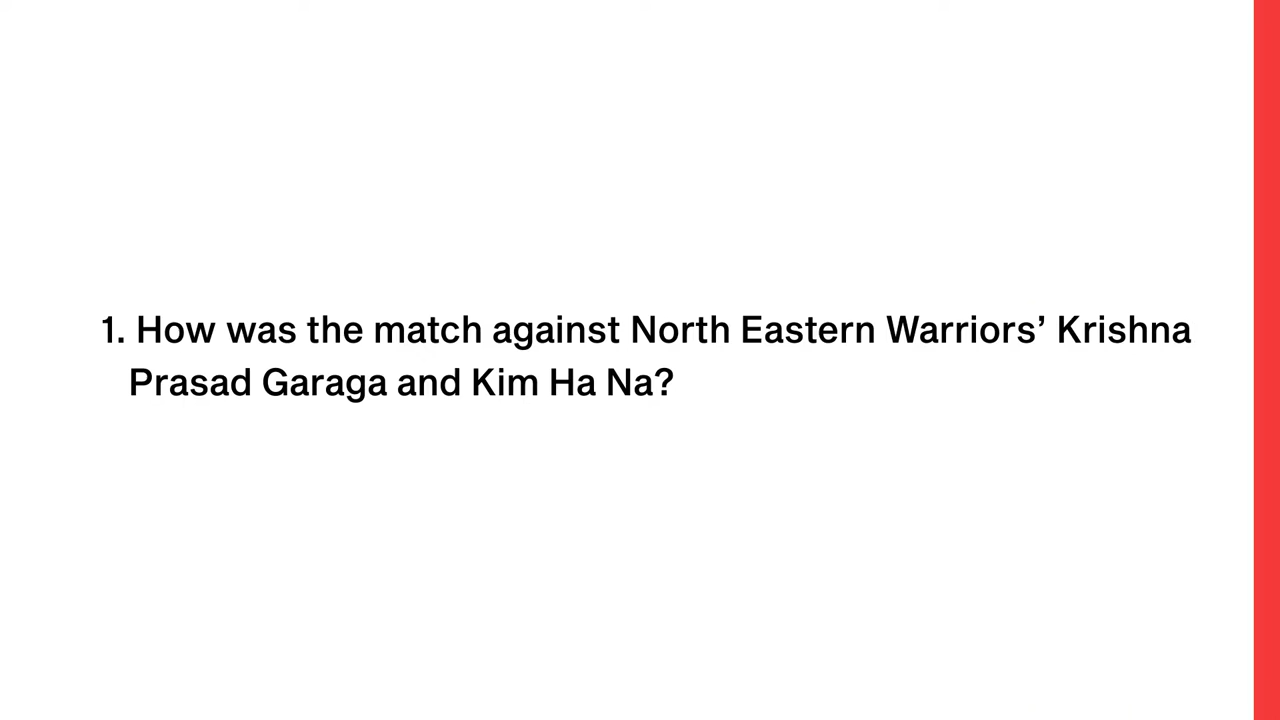 1. How was the match against North Eastern Warriors’ Krishna
Prasad Garaga and Kim Ha Na?